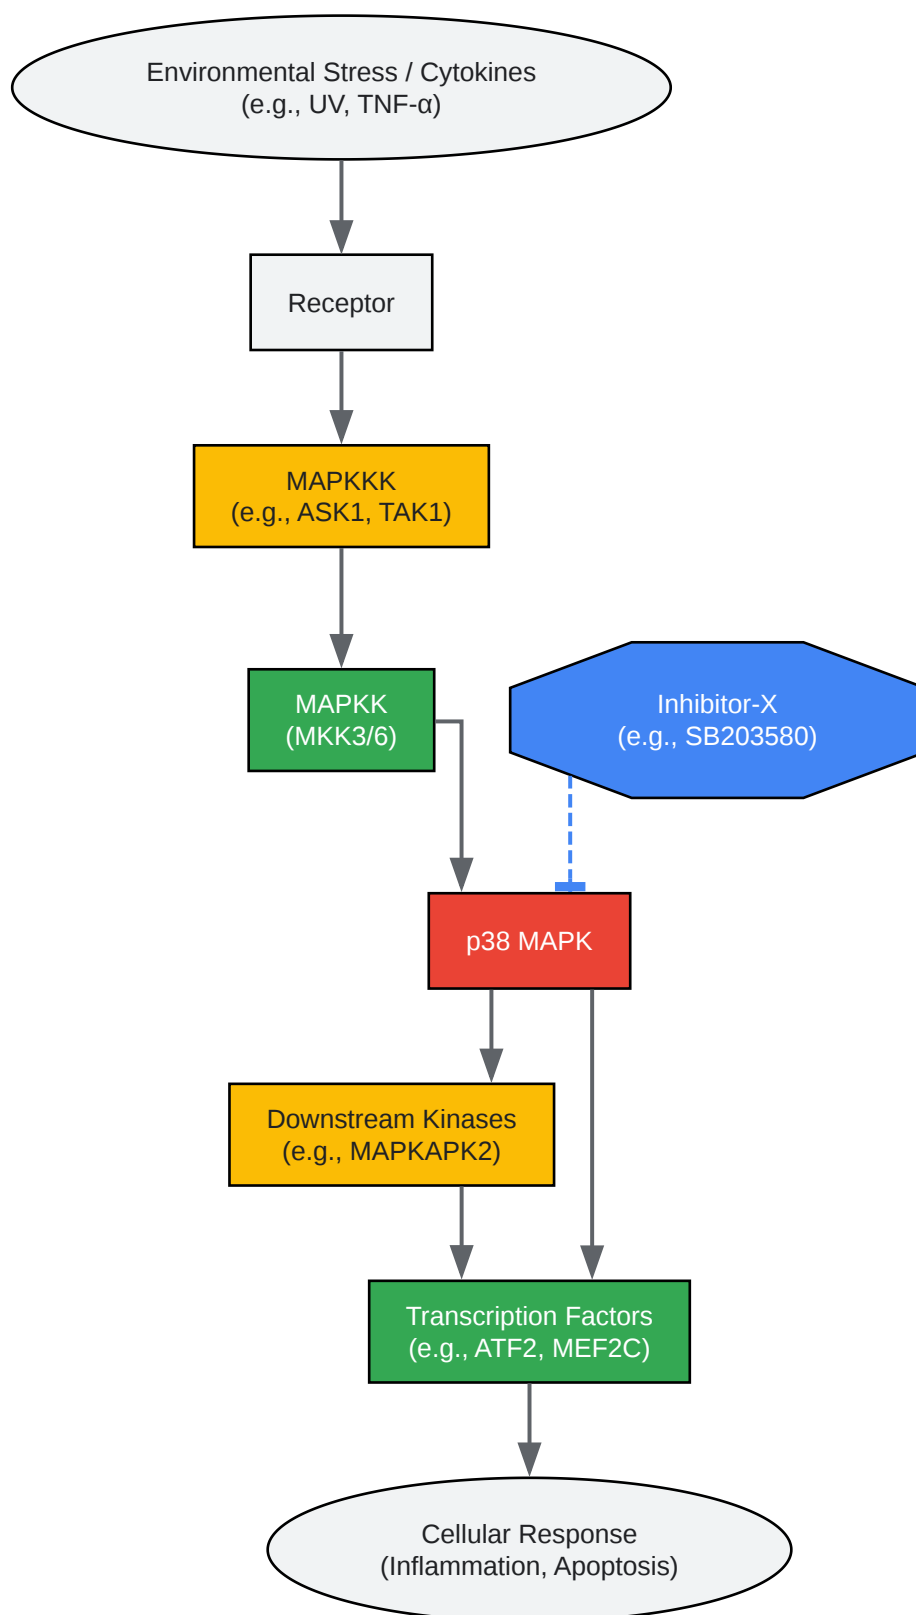 Environmental Stress / Cytokines
(e.g., UV, TNF-α)
Receptor
MAPKKK
(e.g., ASK1, TAK1)
MAPKK
(MKK3/6)
Inhibitor-X
(e.g., SB203580)
p38 MAPK
Downstream Kinases
(e.g., MAPKAPK2)
Transcription Factors
(e.g., ATF2, MEF2C)
Cellular Response
(Inflammation, Apoptosis)